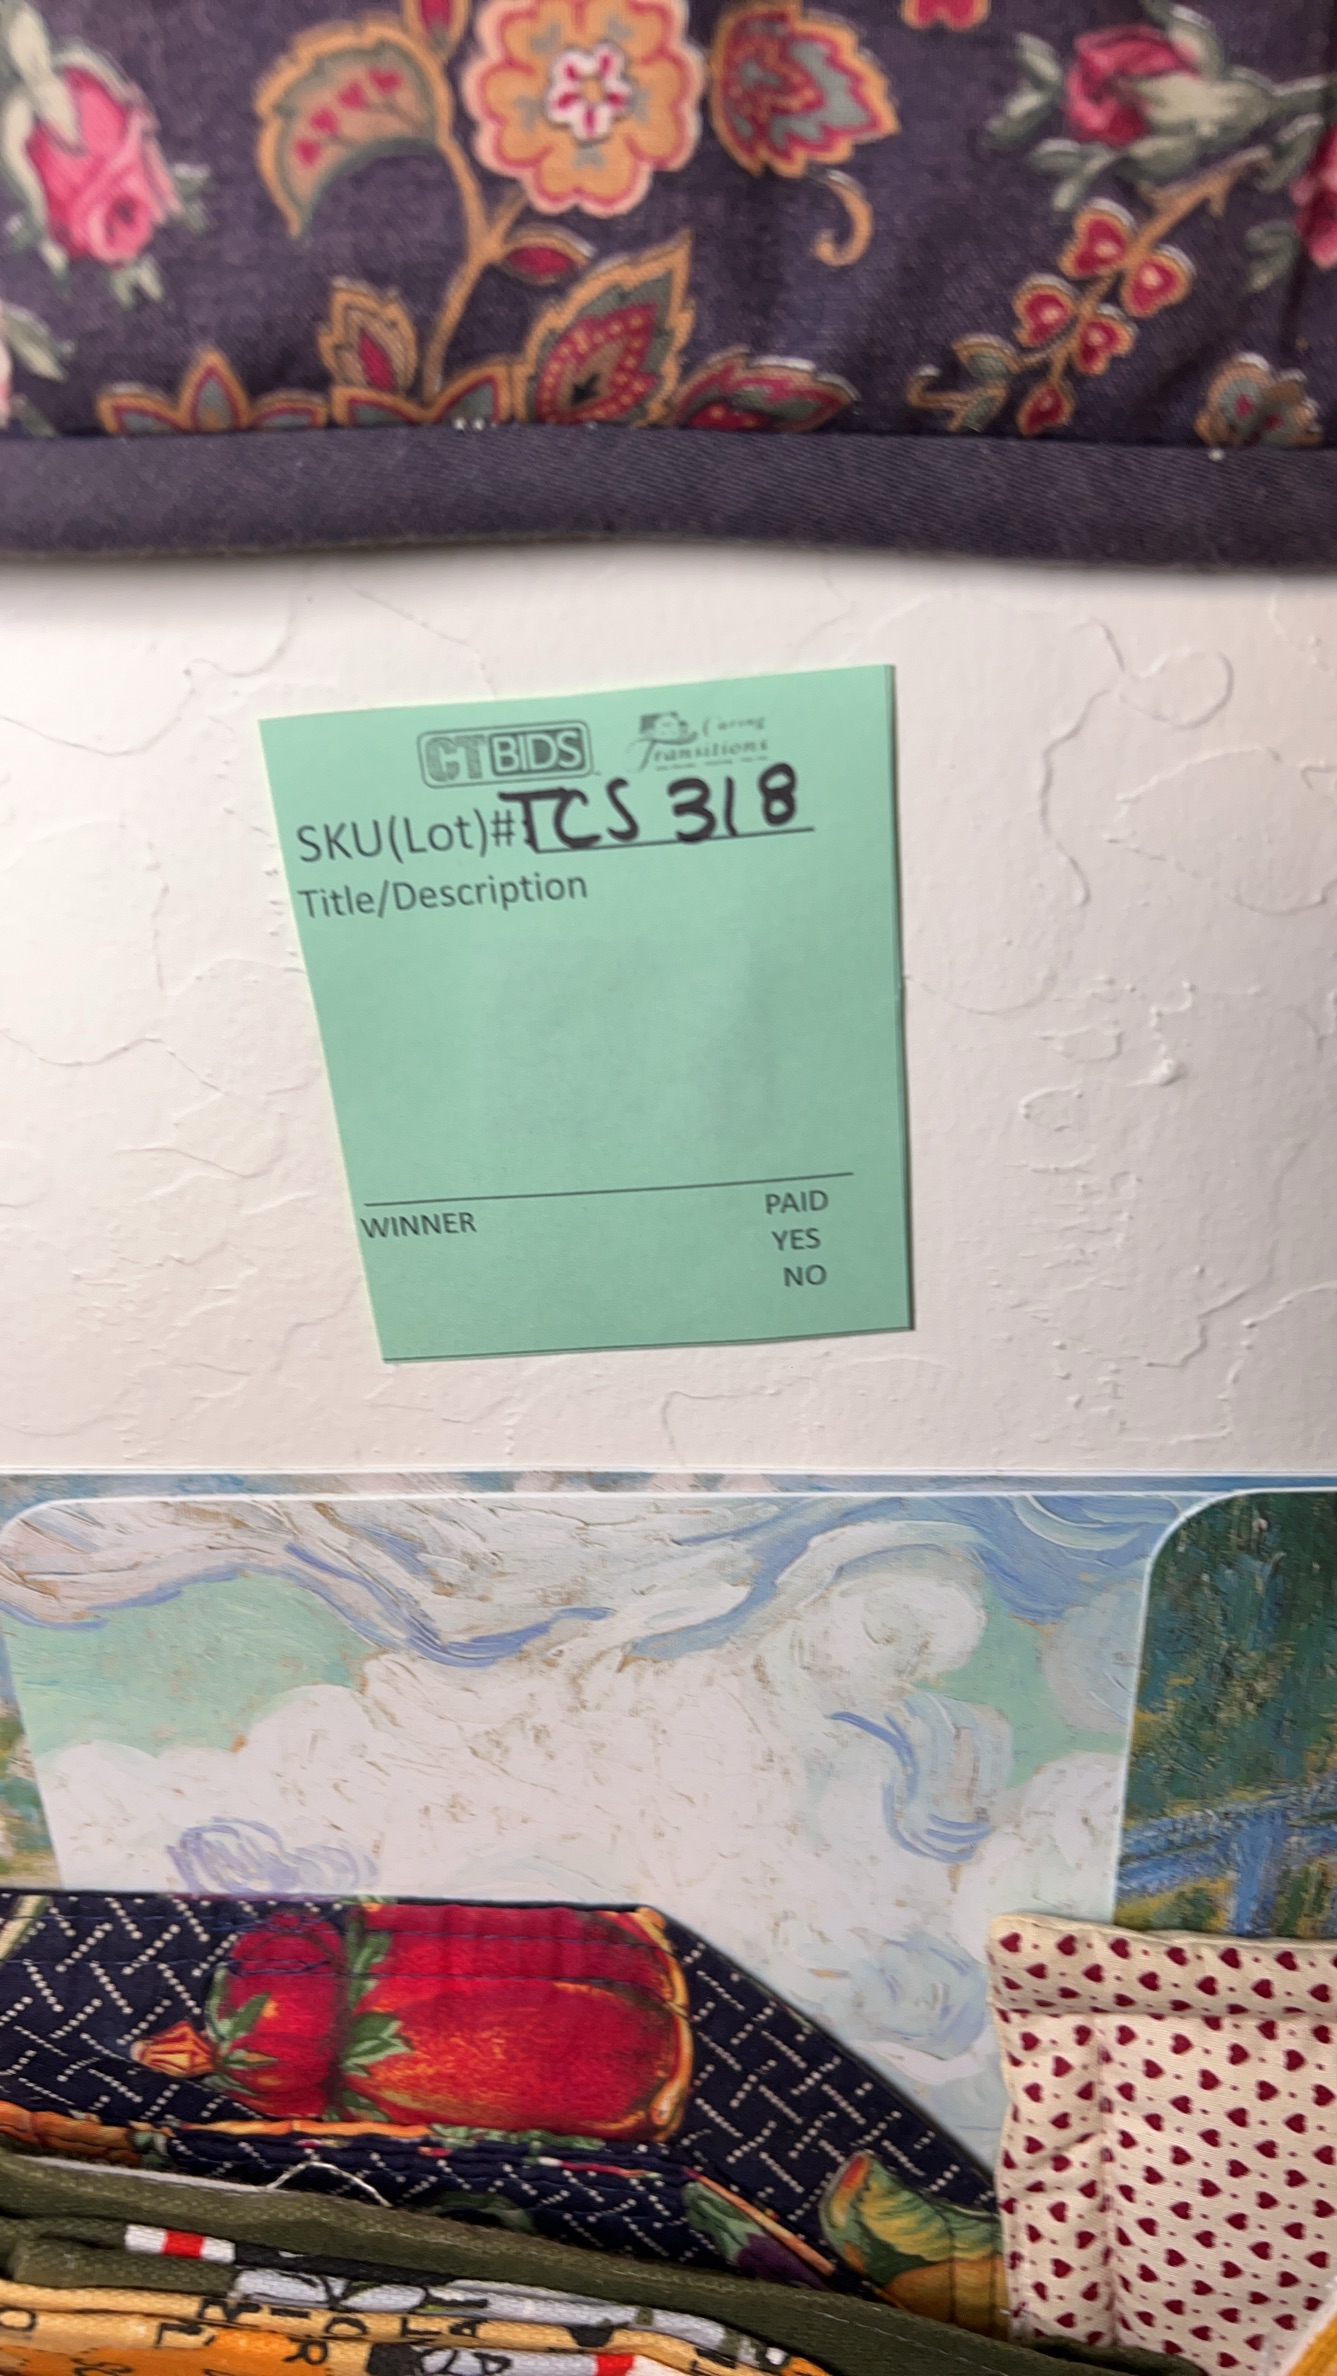 CTBIDS Caring Transitions
SKU(Lot)#: TCS 318
Title/Description
WINNER PAID
YES
NO